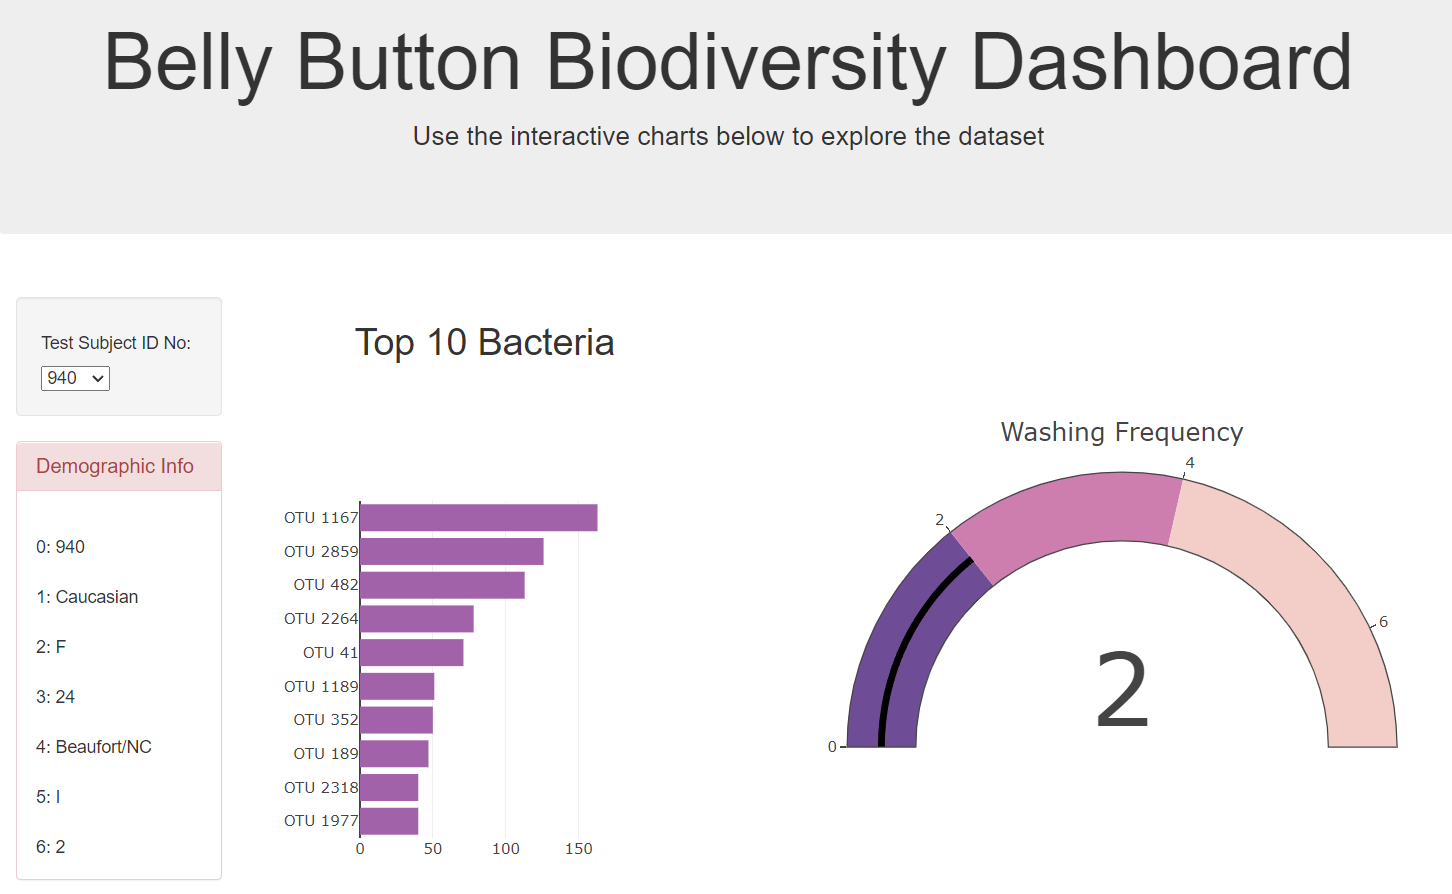 Belly Button Biodiversity Dashboard
Use the interactive charts below to explore the dataset
Test Subject ID No:
940
Demographic Info
0: 940
1: Caucasian
2: F
3: 24
4: Beaufort/NC
5: I
6: 2
Top 10 Bacteria
OTU 1167
OTU 2859
OTU 482
OTU 2264
OTU 41
OTU 1189
OTU 352
OTU 189
OTU 2318
OTU 1977
0 50 100 150
Washing Frequency
0
2
4
6
2